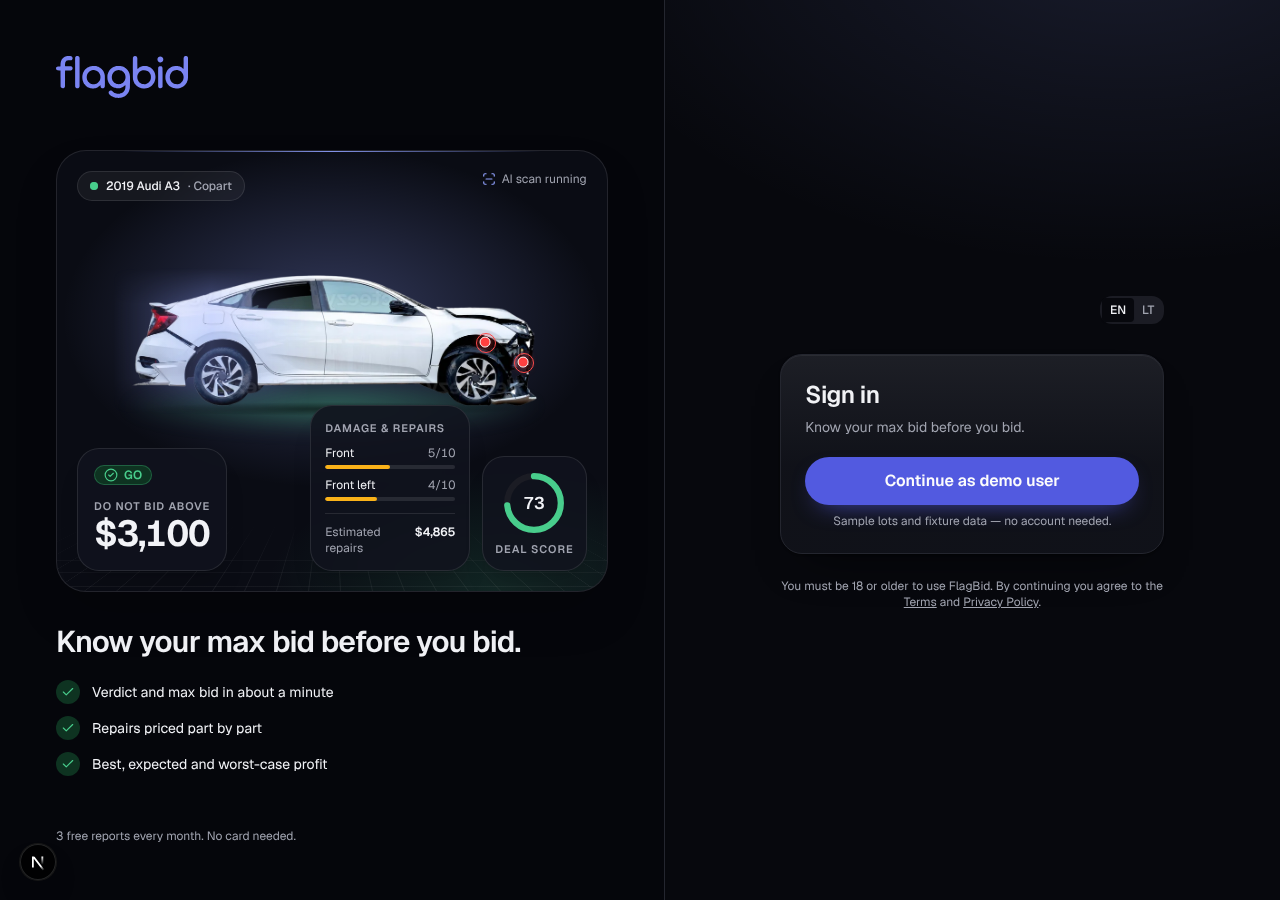 flagbid
2019 Audi A3 · Copart
AI scan running
DAMAGE & REPAIRS
Front 5/10
Front left 4/10
Estimated repairs $4,865
GO
DO NOT BID ABOVE
$3,100
73
DEAL SCORE
Know your max bid before you bid.
Verdict and max bid in about a minute
Repairs priced part by part
Best, expected and worst-case profit
3 free reports every month. No card needed.
N
EN LT
Sign in
Know your max bid before you bid.
Continue as demo user
Sample lots and fixture data — no account needed.
You must be 18 or older to use FlagBid. By continuing you agree to the
Terms and Privacy Policy.